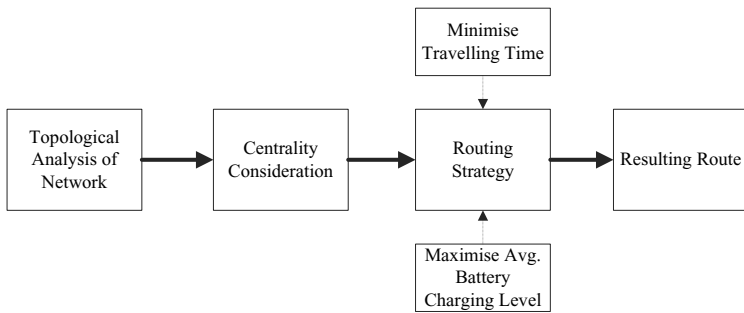 Minimise
Travelling Time
Topological
Analysis of
Network
Centrality
Consideration
Routing
Strategy
Resulting Route
Maximise Avg.
Battery
Charging Level